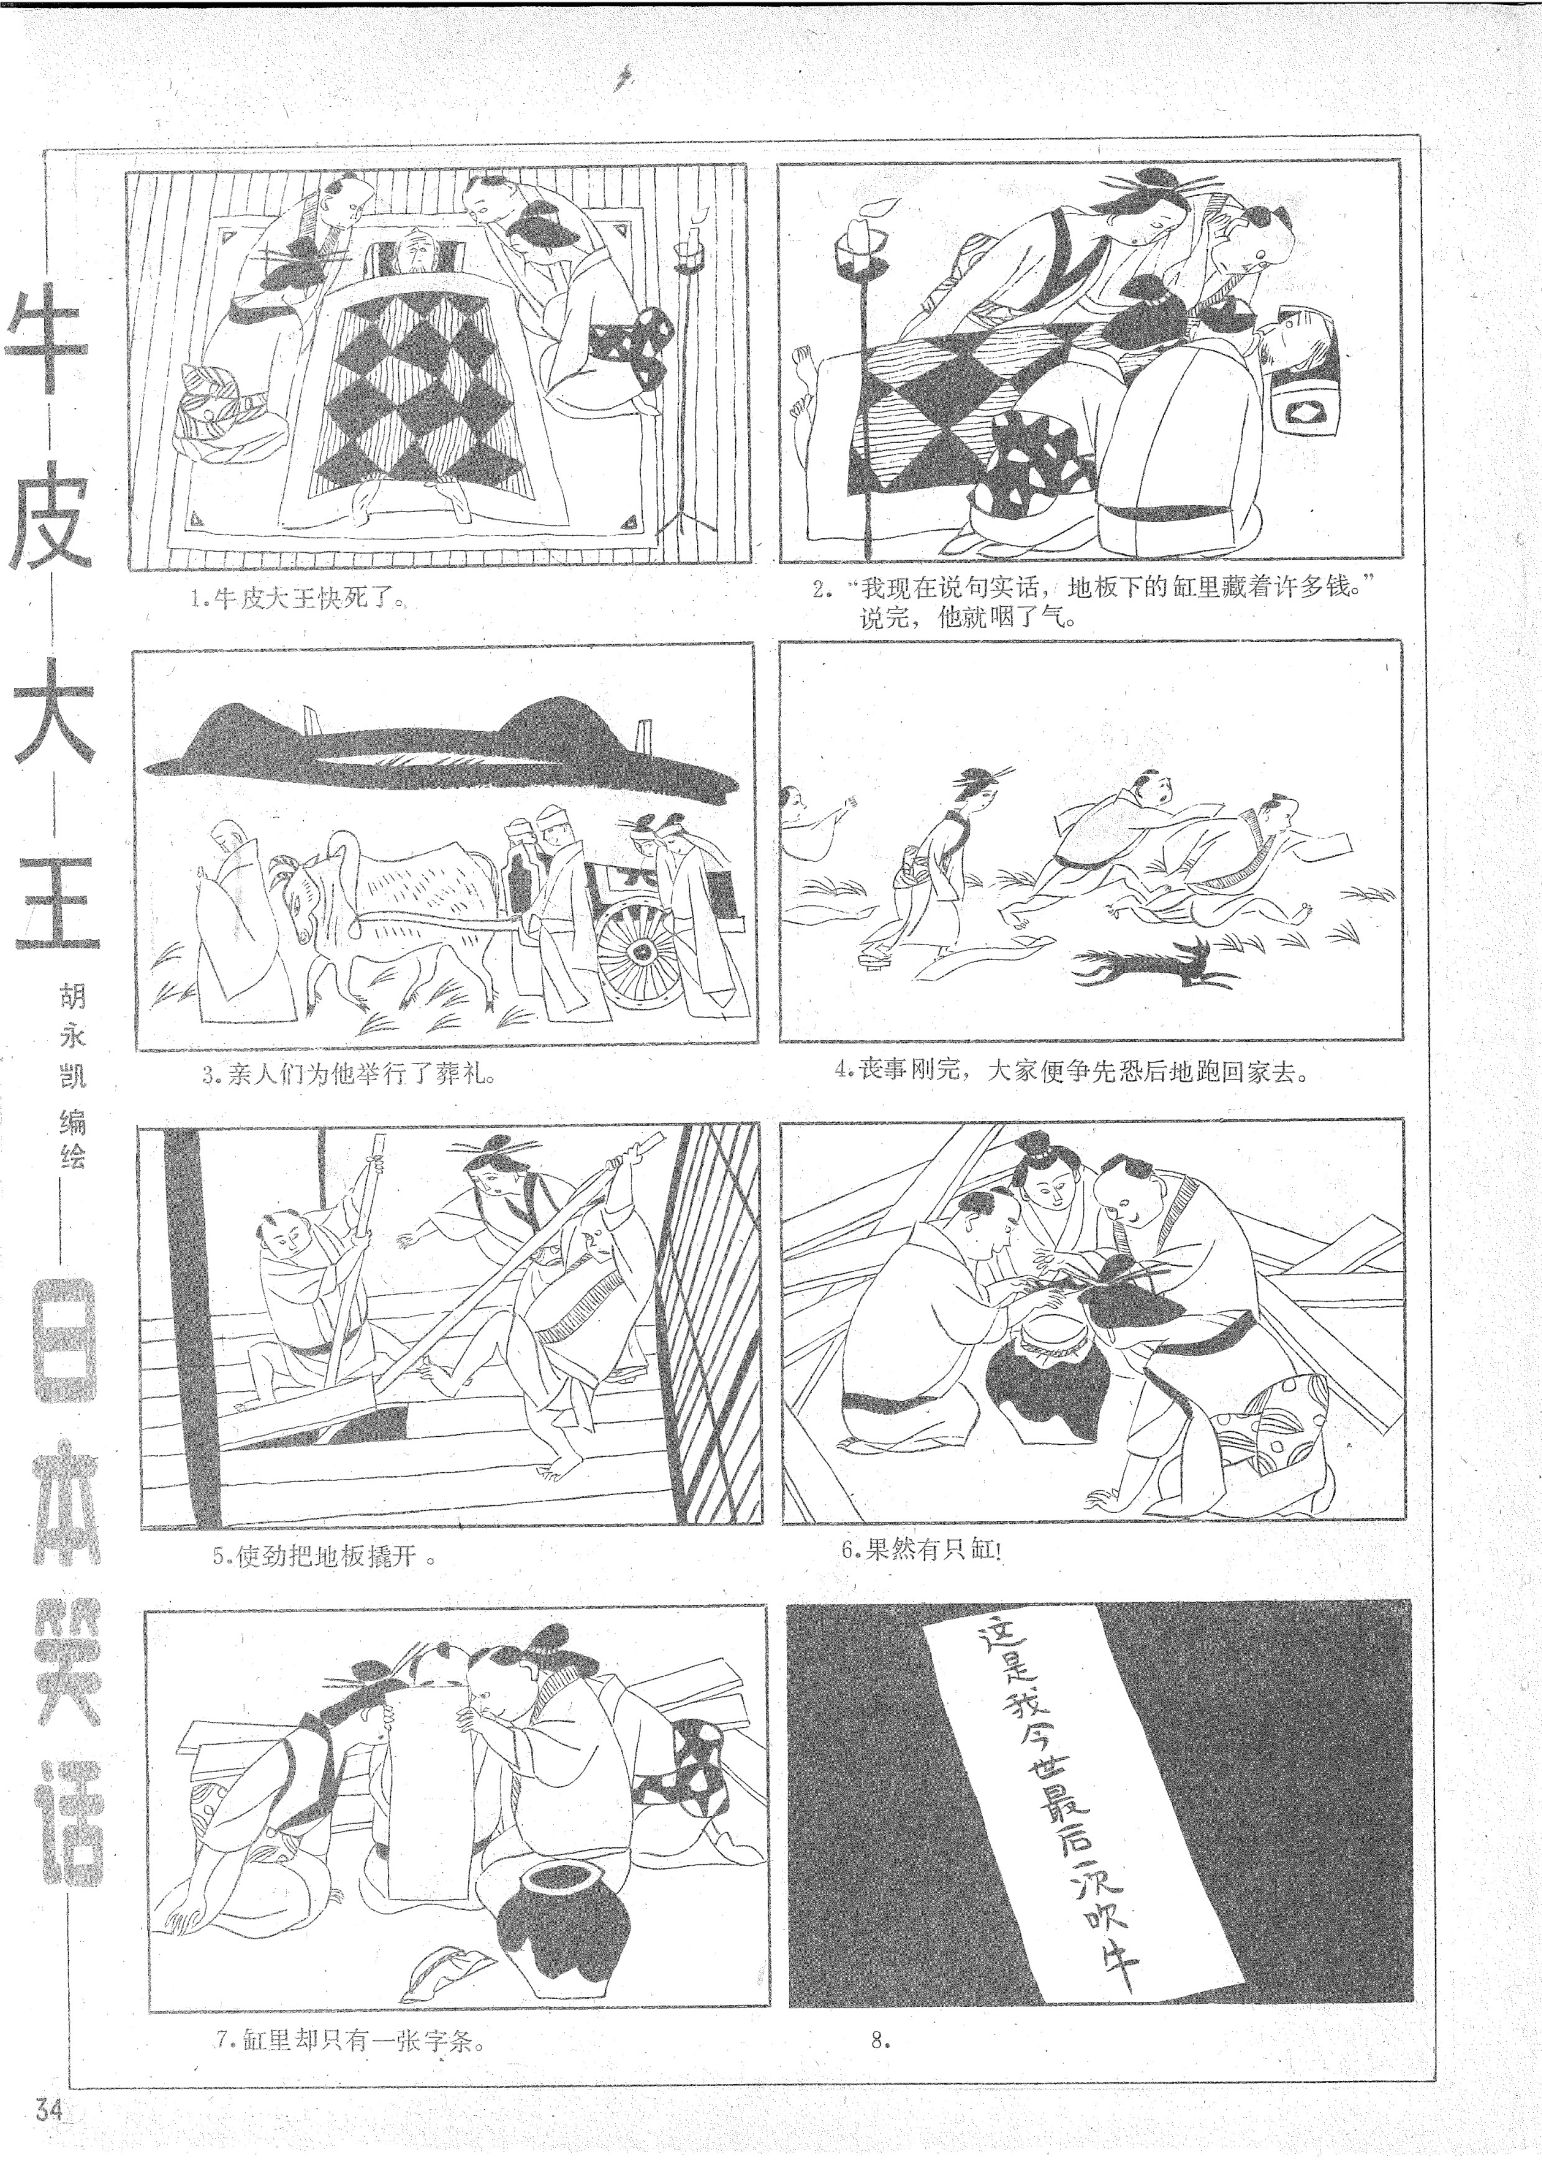 牛皮大王
胡永凯编绘
日本笑话
1.牛皮大王快死了。
2.“我现在说句实话，地板下的缸里藏着许多钱。”
说完，他就咽了气。
3.亲人们为他举行了葬礼。
4.丧事刚完，大家便争先恐后地跑回家去。
5.使劲把地板撬开。
6.果然有只缸！
7.缸里却只有一张字条。
这是我今世最后一次吹牛
8.
34